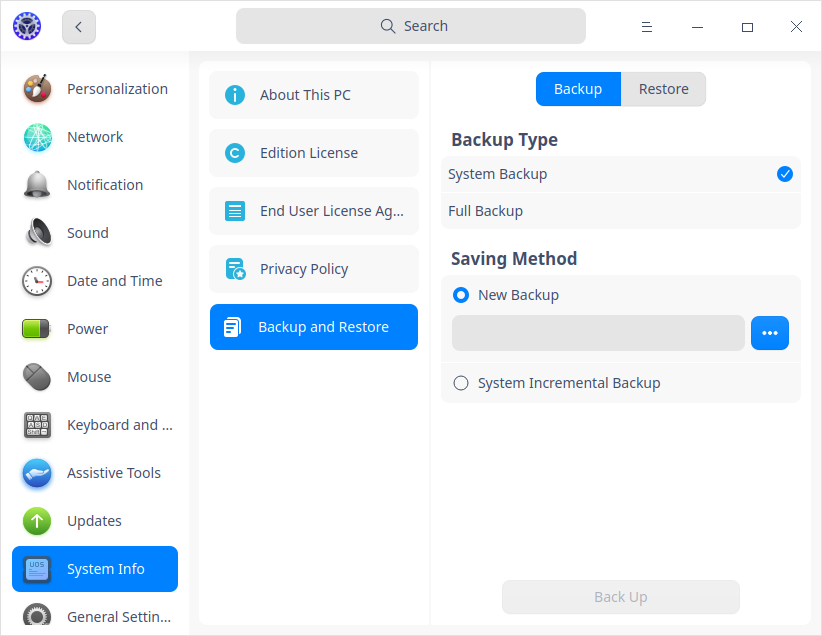 Search
Personalization
Network
Notification
Sound
Date and Time
Power
Mouse
Keyboard and ...
Assistive Tools
Updates
UOS
System Info
General Settin...
About This PC
Edition License
End User License Ag...
Privacy Policy
Backup and Restore
Backup
Restore
Backup Type
System Backup
Full Backup
Saving Method
New Backup
System Incremental Backup
Back Up